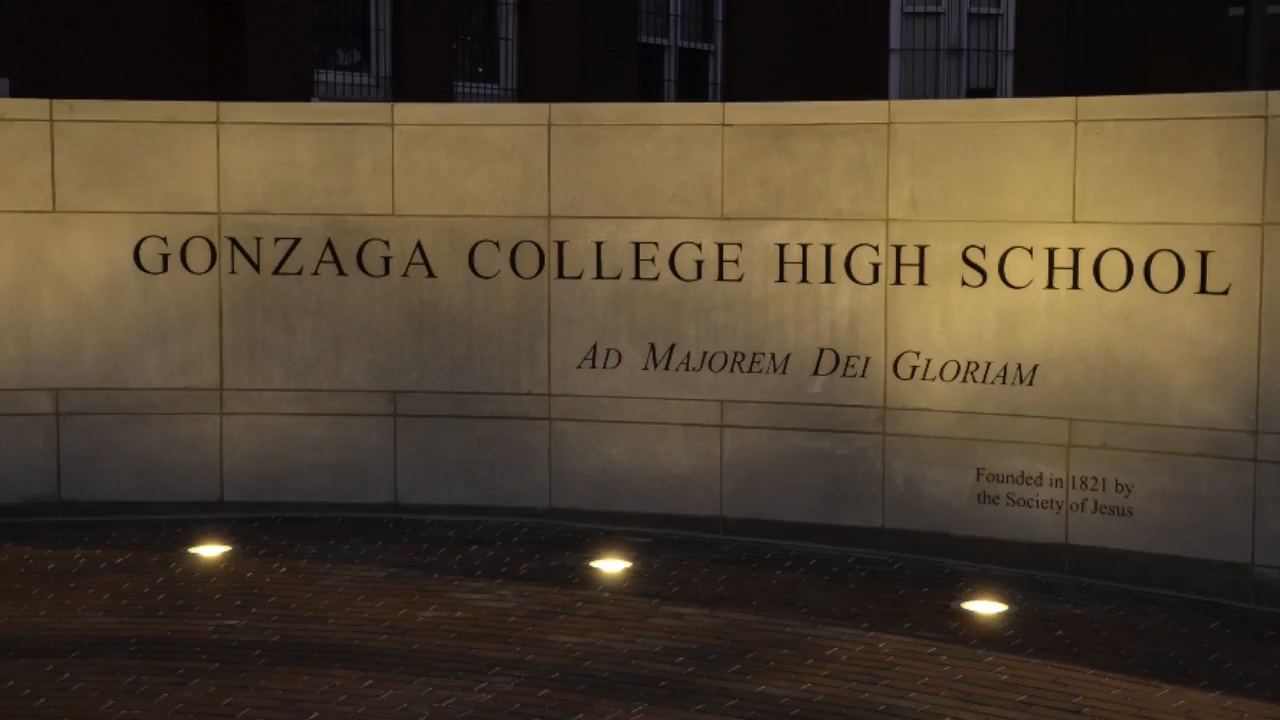 GONZAGA COLLEGE HIGH SCHOOL
AD MAJOREM DEI GLORIAM
Founded in 1821 by
the Society of Jesus